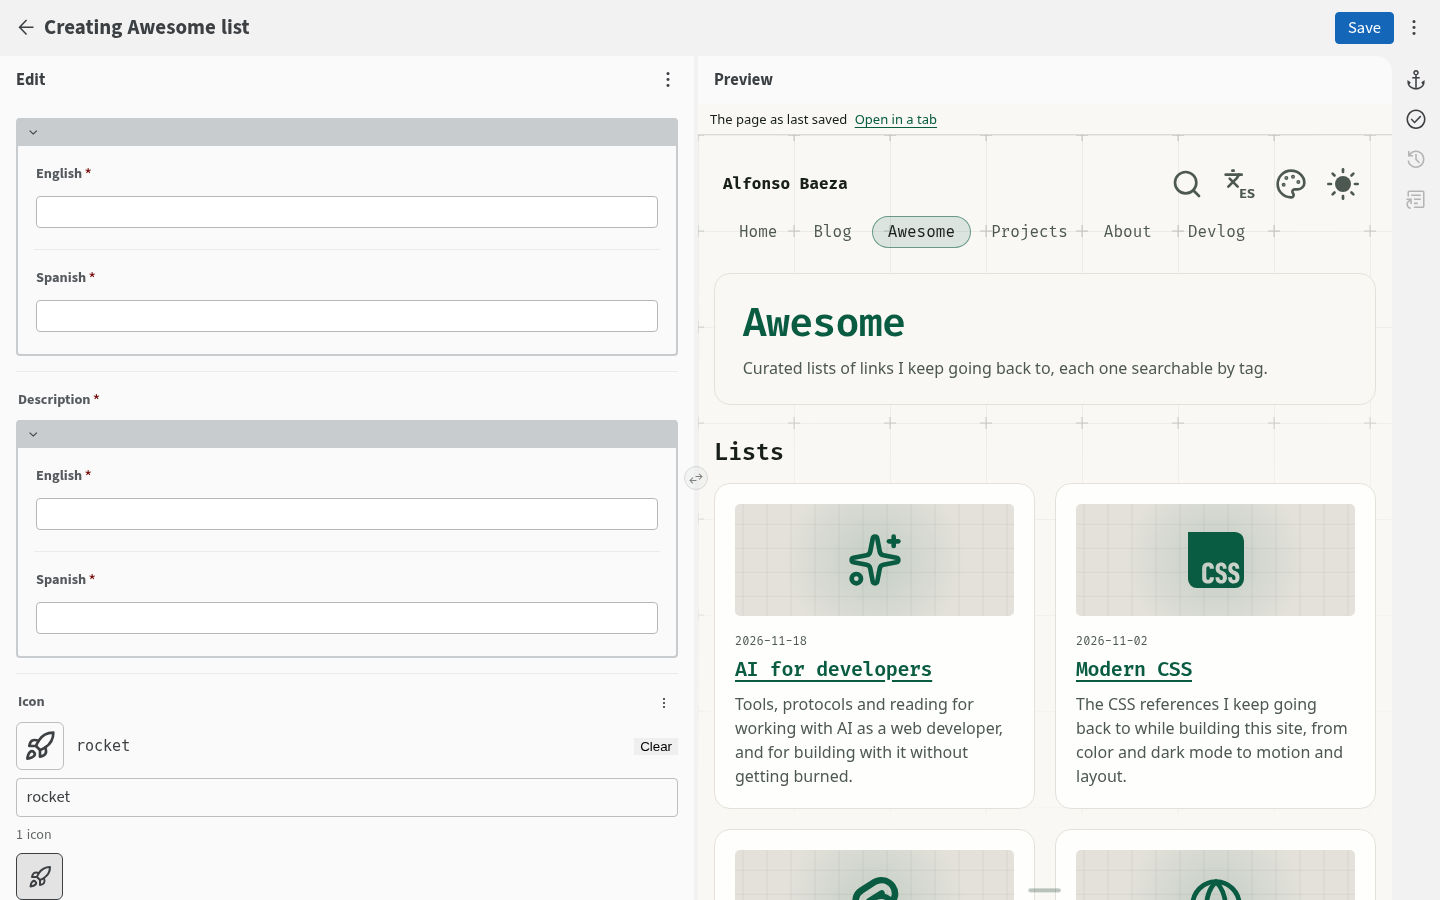 Creating Awesome list
Save
Edit
English *
Spanish *
Description *
English *
Spanish *
Icon
rocket
Clear
rocket
1 icon
Preview
The page as last saved Open in a tab
Alfonso Baeza
ES
Home Blog Awesome Projects About Devlog
Awesome
Curated lists of links I keep going back to, each one searchable by tag.
Lists
2026-11-18
AI for developers
Tools, protocols and reading for
working with AI as a web developer,
and for building with it without
getting burned.
CSS
2026-11-02
Modern CSS
The CSS references I keep going
back to while building this site, from
color and dark mode to motion and
layout.